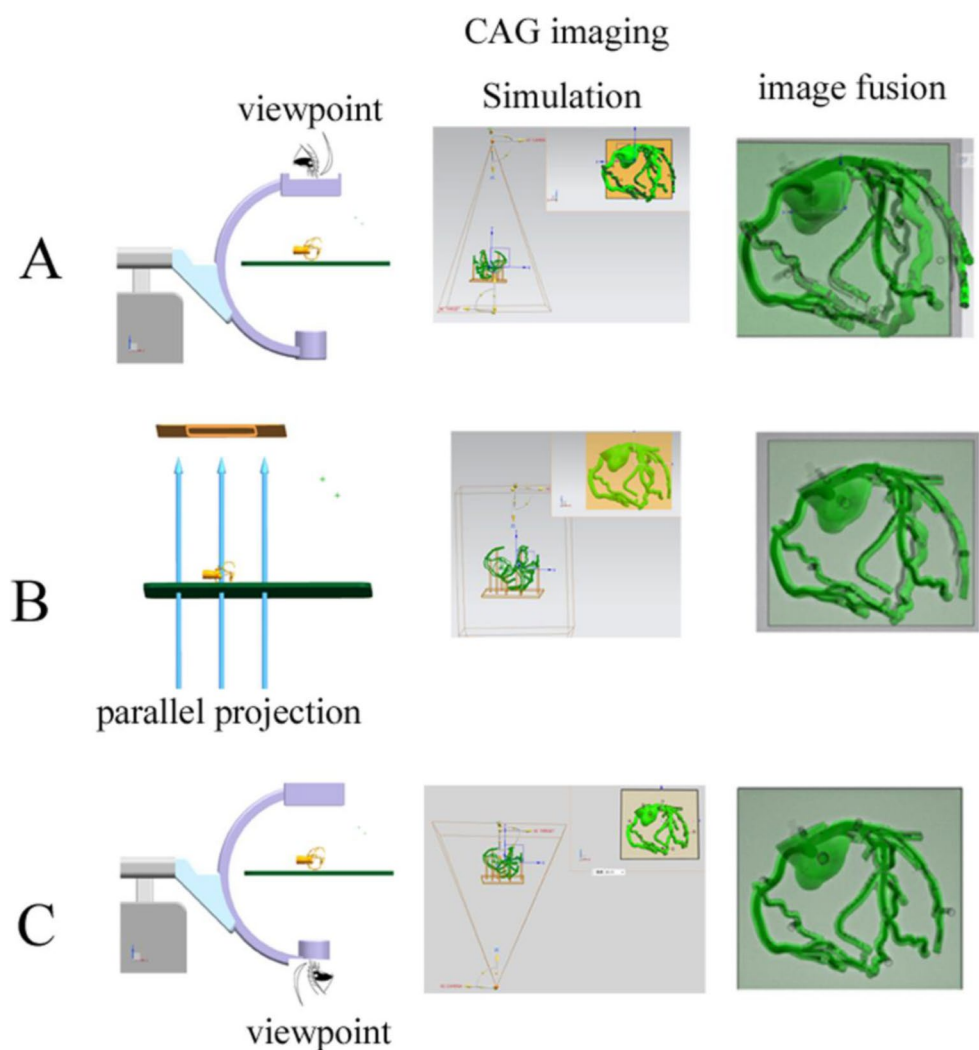 CAG imaging
Simulation
image fusion
viewpoint
A
B
parallel projection
C
viewpoint